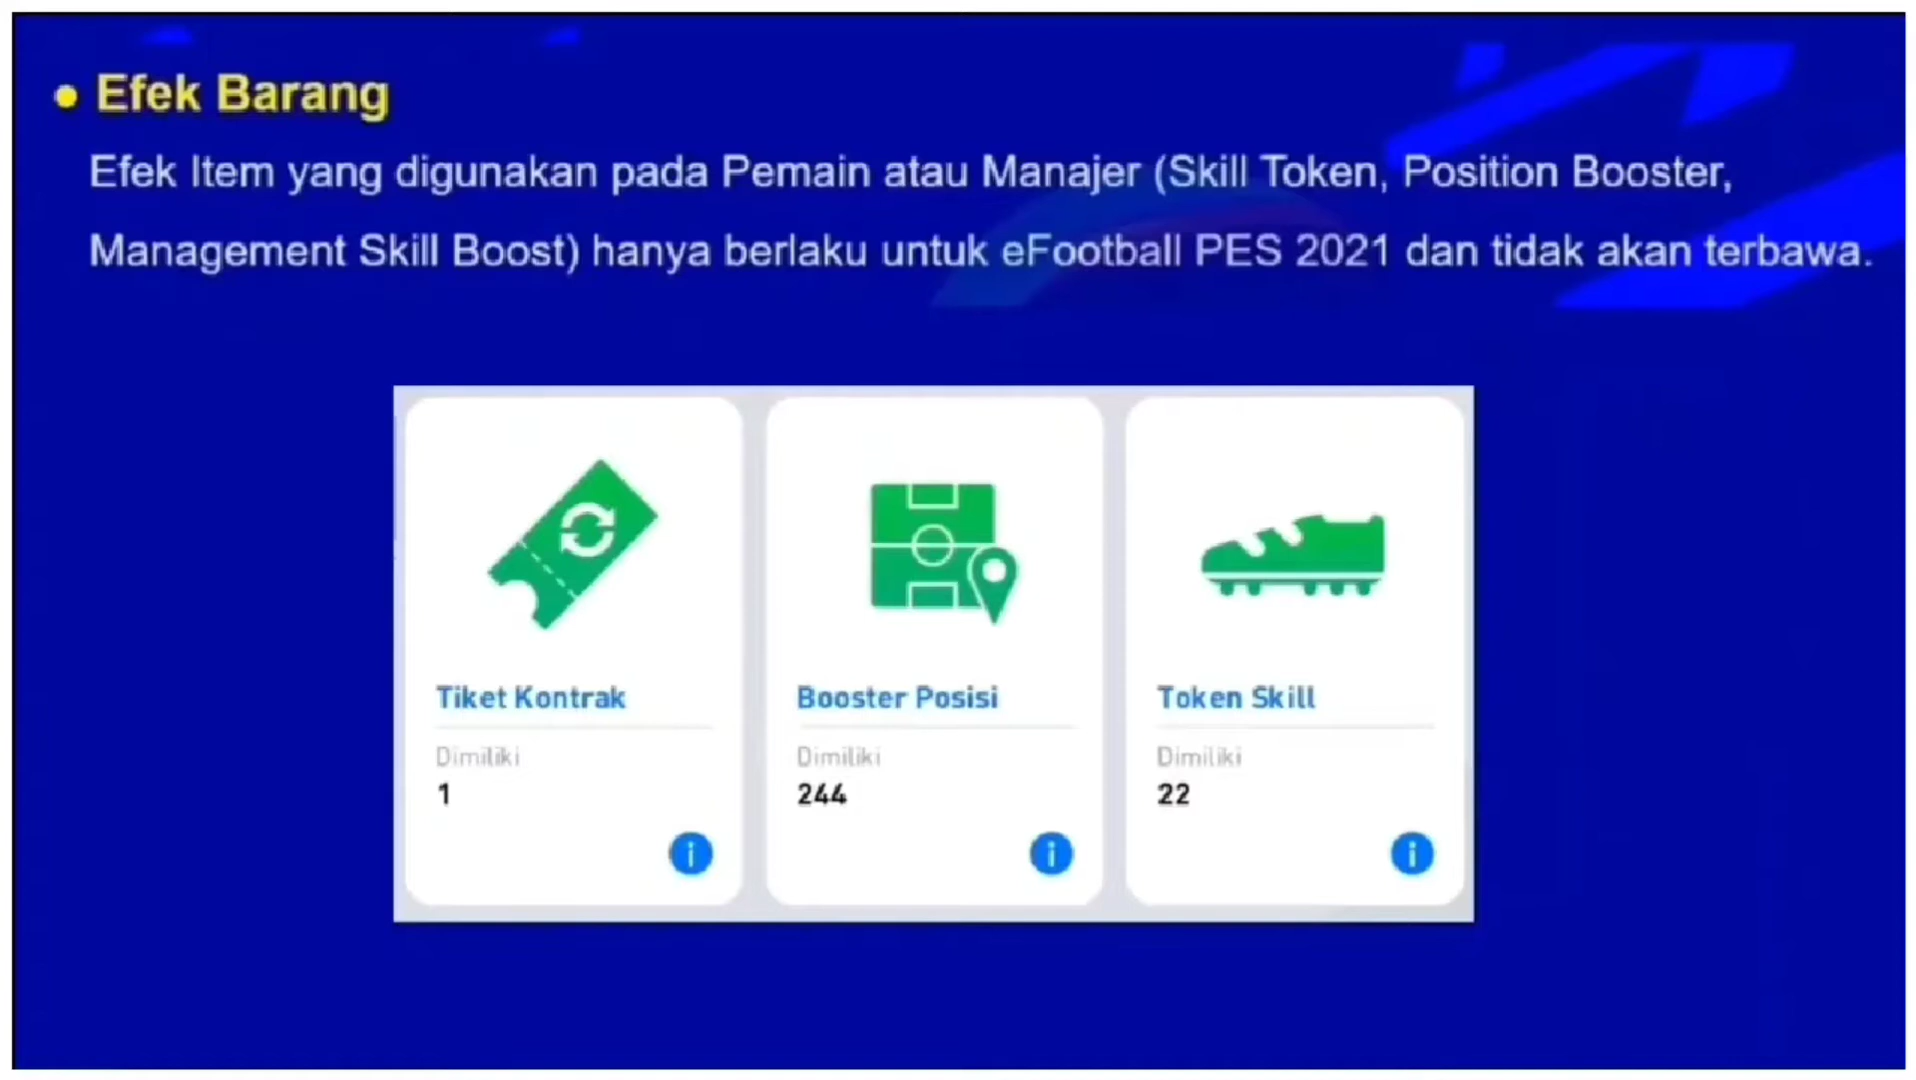 • Efek Barang
Efek Item yang digunakan pada Pemain atau Manajer (Skill Token, Position Booster,
Management Skill Boost) hanya berlaku untuk eFootball PES 2021 dan tidak akan terbawa.
Tiket Kontrak
Dimiliki
1
i
Booster Posisi
Dimiliki
244
i
Token Skill
Dimiliki
22
i